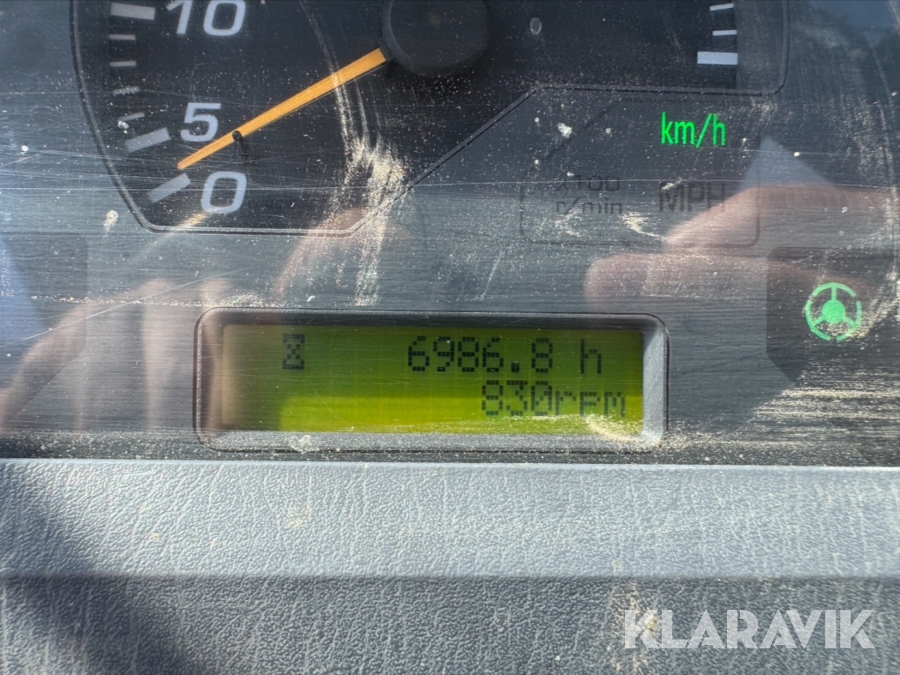 10
5
0
km/h
x100
r/min
MPH
6986.8 h
830rpm
KLARAVIK